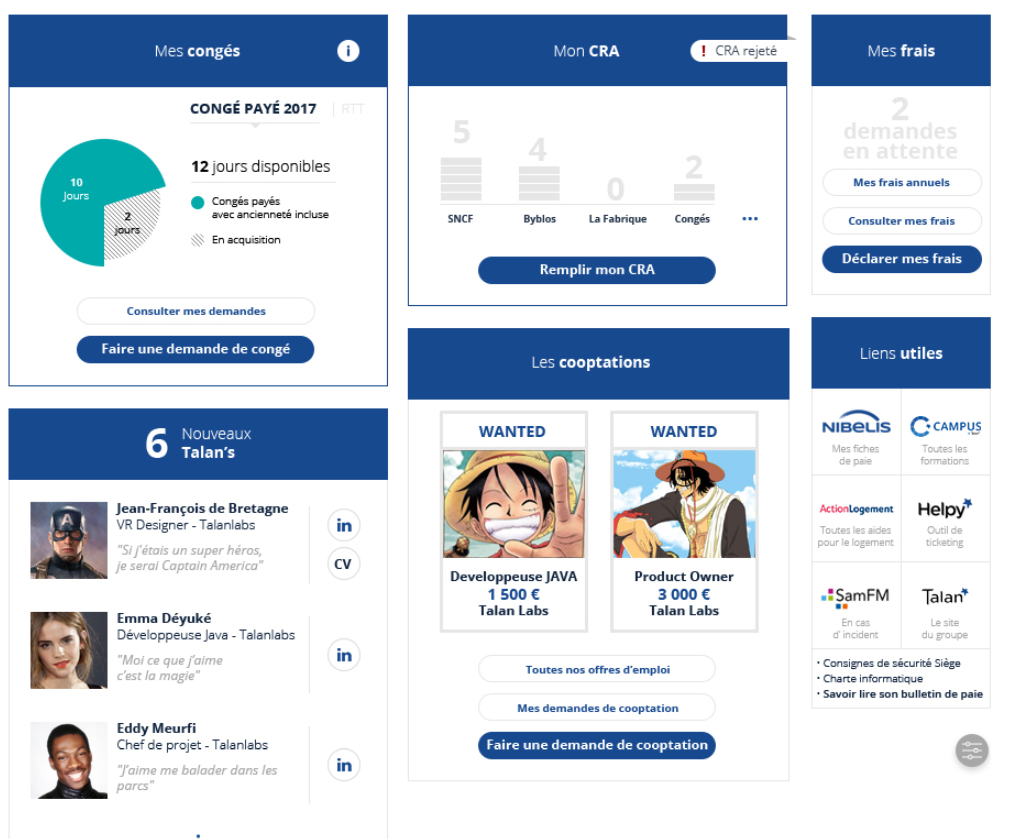 Mes congés
i
CONGÉ PAYÉ 2017 | RTT
12 jours disponibles
10
Jours
2
jours
Congés payés
avec ancienneté incluse
En acquisition
Consulter mes demandes
Faire une demande de congé
Mon CRA
! CRA rejeté
5
4
0
2
SNCF
Byblos
La Fabrique
Congés
Remplir mon CRA
Mes frais
2
demandes
en attente
Mes frais annuels
Consulter mes frais
Déclarer mes frais
6 Nouveaux
Talan's
Jean-François de Bretagne
VR Designer - Talanlabs
"Si j'étais un super héros,
je serai Captain America"
in
CV
Emma Déyuké
Développeuse Java - Talanlabs
"Moi ce que j'aime
c'est la magie"
in
Eddy Meurfi
Chef de projet - Talanlabs
"J'aime me balader dans les
parcs"
in
Les cooptations
WANTED
Developpeuse JAVA
1 500 €
Talan Labs
WANTED
Product Owner
3 000 €
Talan Labs
Toutes nos offres d'emploi
Mes demandes de cooptation
Faire une demande de cooptation
Liens utiles
NIBELIS
Mes fiches
de paie
CAMPUS
Toutes les
formations
ActionLogement
Toutes les aides
pour le logement
Helpy
Outil de
ticketing
SamFM
En cas
d' incident
Talan
Le site
du groupe
• Consignes de sécurité Siège
• Charte informatique
• Savoir lire son bulletin de paie